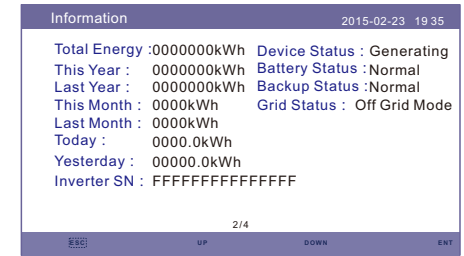 Information 2015-02-23 19 35
Total Energy :0000000kWh Device Status : Generating
This Year : 0000000kWh Battery Status :Normal
Last Year : 0000000kWh Backup Status :Normal
This Month : 0000kWh Grid Status : Off Grid Mode
Last Month : 0000kWh
Today : 0000.0kWh
Yesterday : 00000.0kWh
Inverter SN : FFFFFFFFFFFFFFF
2/4
ESC UP DOWN ENT